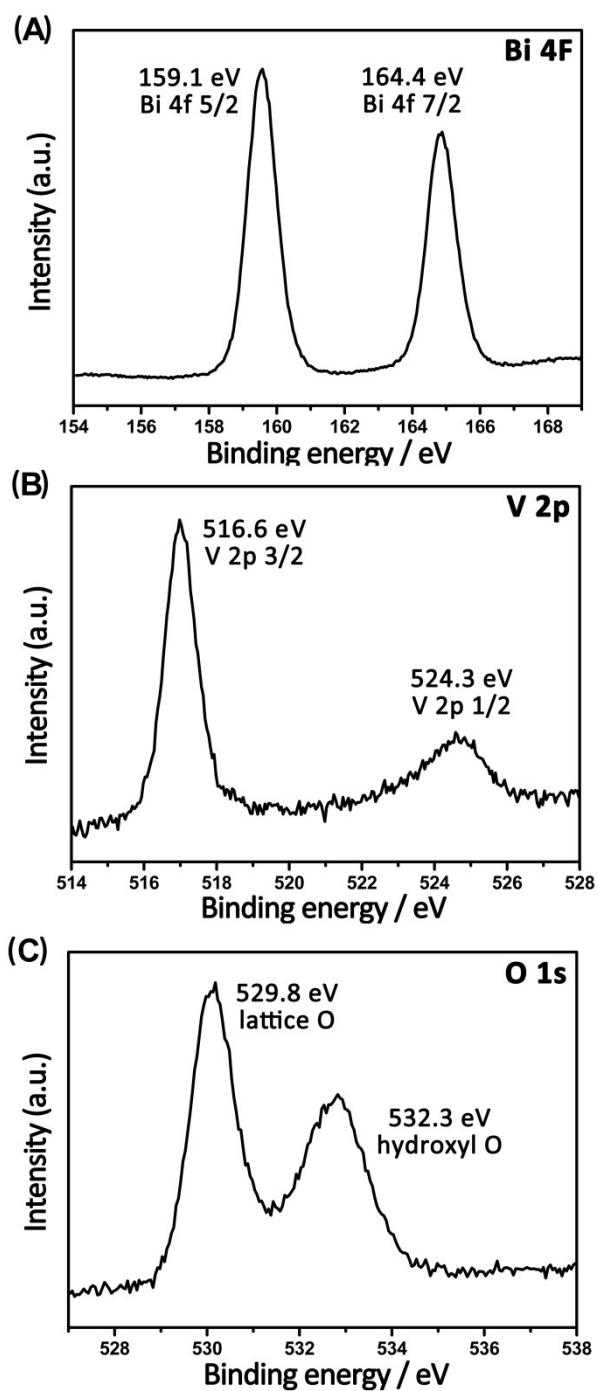 (A)
Bi 4F
159.1 eV
Bi 4f 5/2
164.4 eV
Bi 4f 7/2
Intensity (a.u.)
154 156 158 160 162 164 166 168
Binding energy / eV
(B)
V 2p
516.6 eV
V 2p 3/2
524.3 eV
V 2p 1/2
Intensity (a.u.)
514 516 518 520 522 524 526 528
Binding energy / eV
(C)
O 1s
529.8 eV
lattice O
532.3 eV
hydroxyl O
Intensity (a.u.)
528 530 532 534 536 538
Binding energy / eV